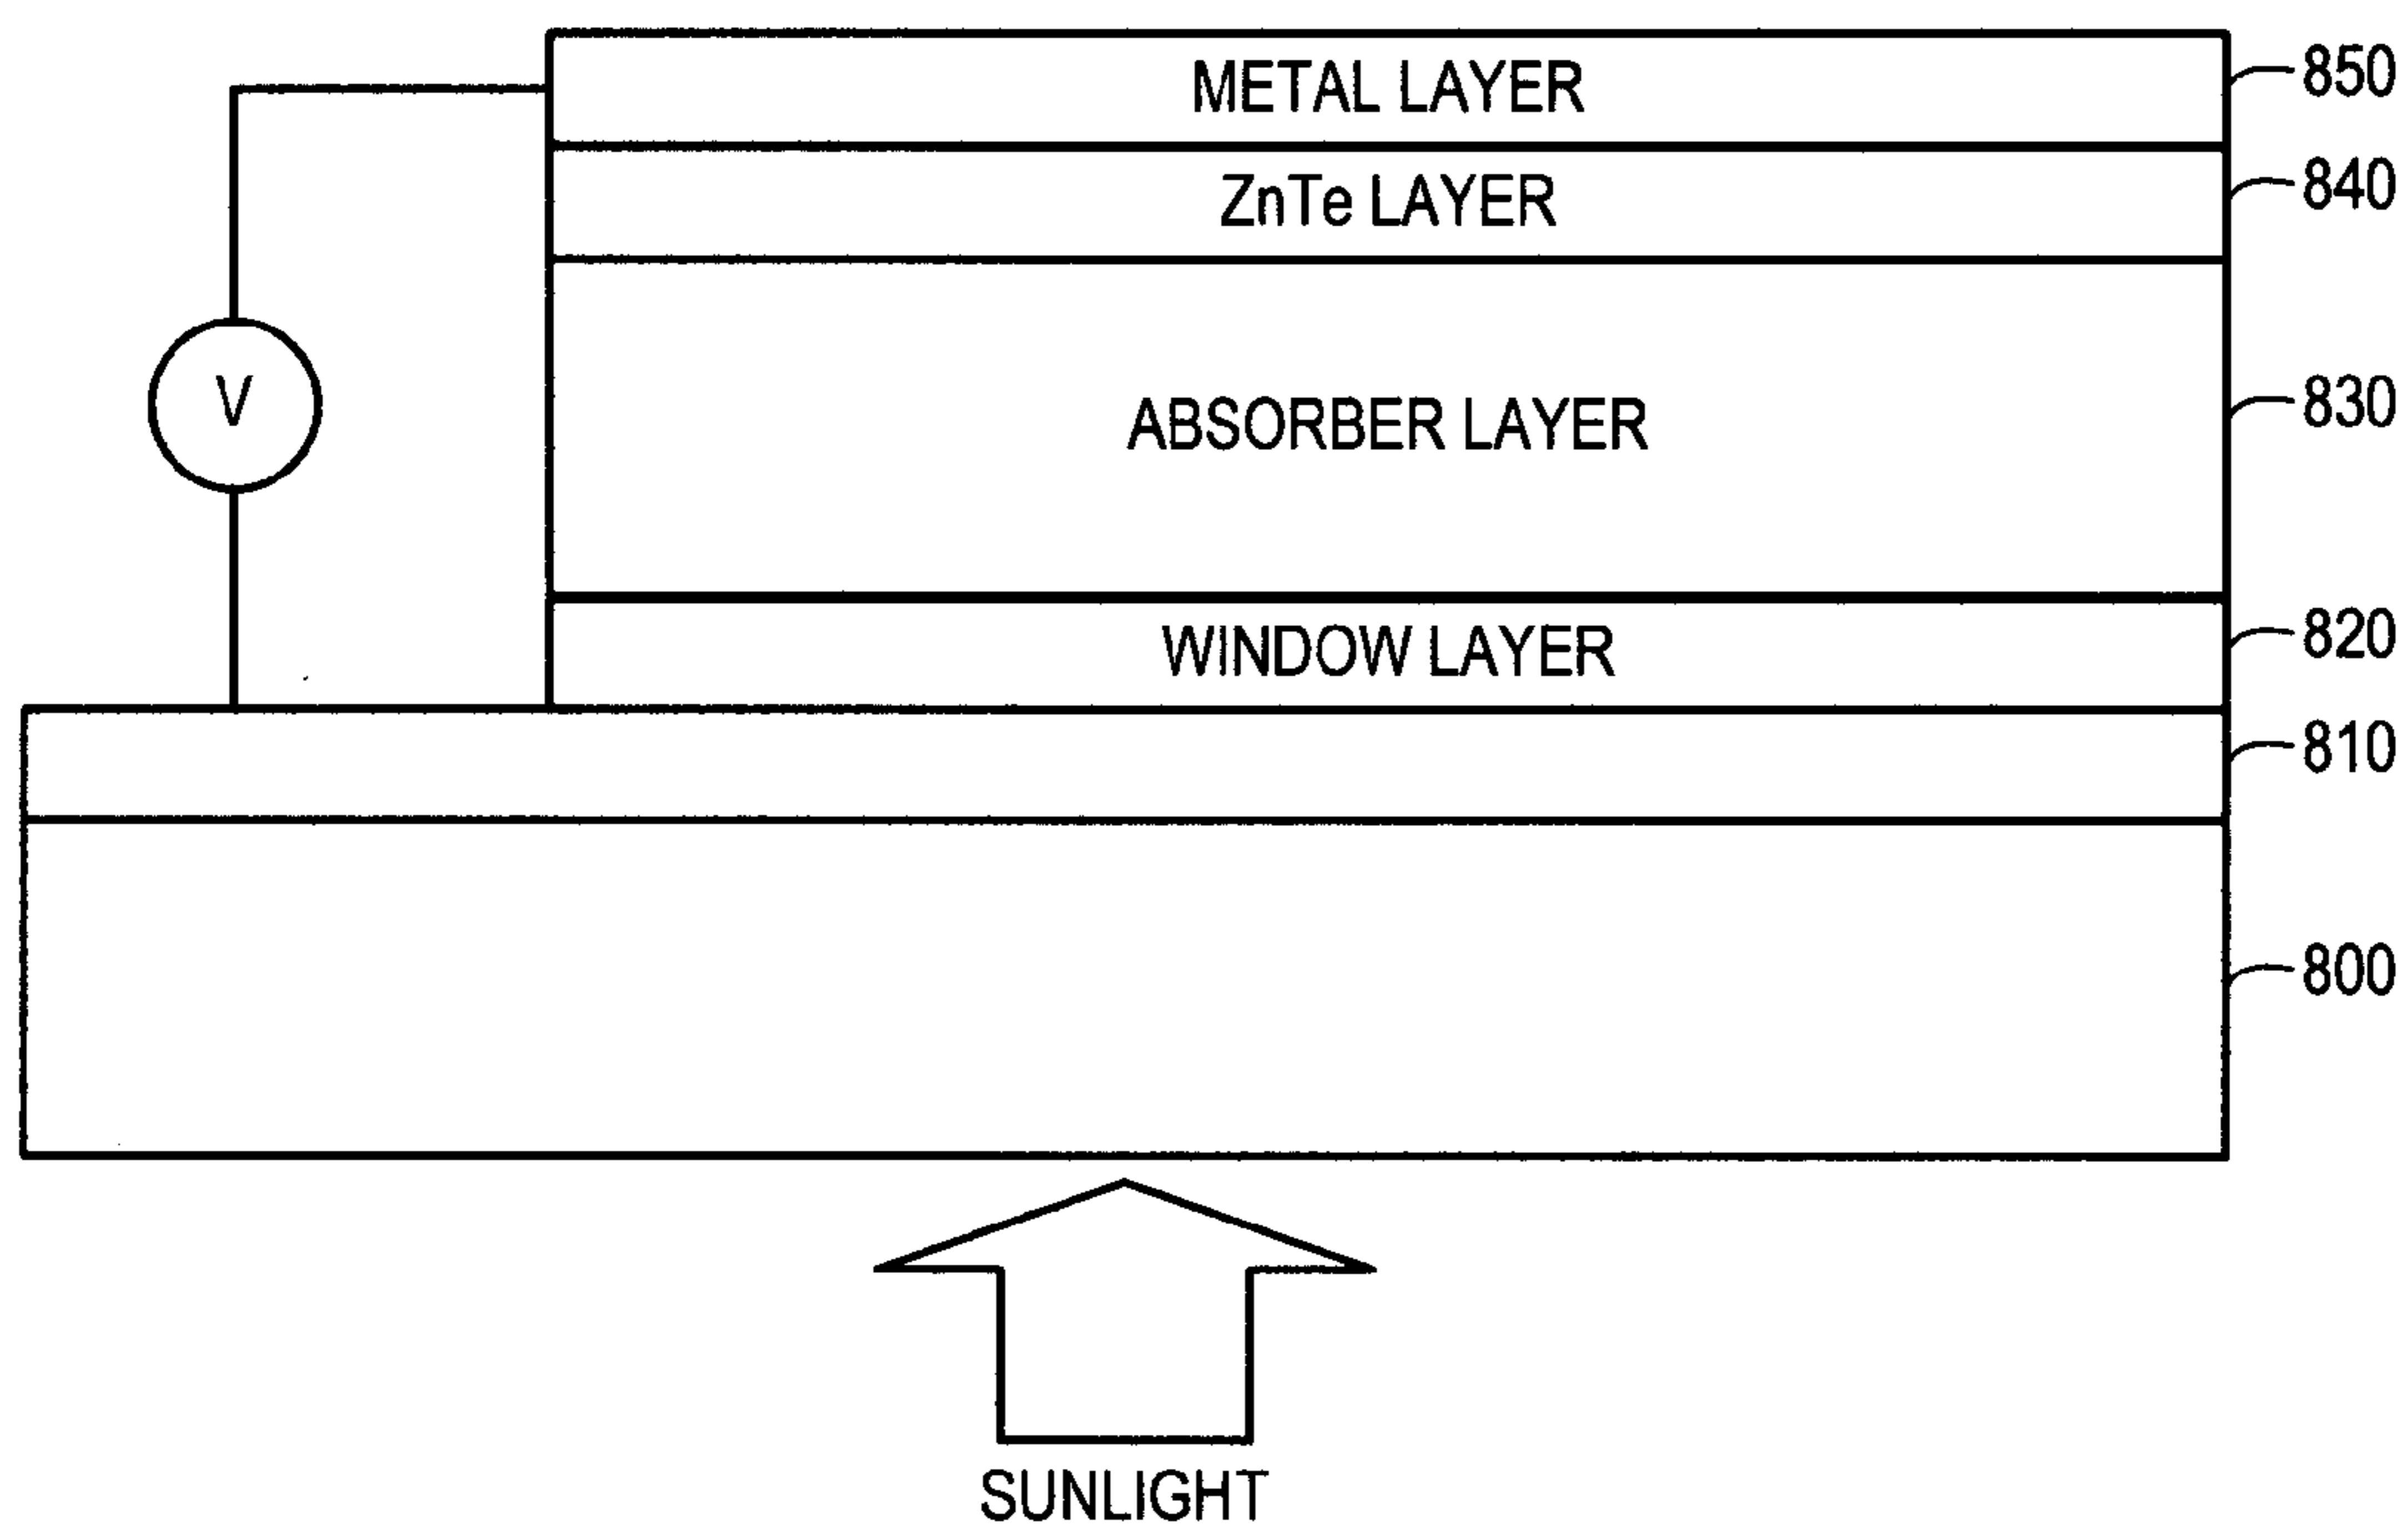 METAL LAYER
850
ZnTe LAYER
840
V
ABSORBER LAYER
830
WINDOW LAYER
820
810
800
SUNLIGHT